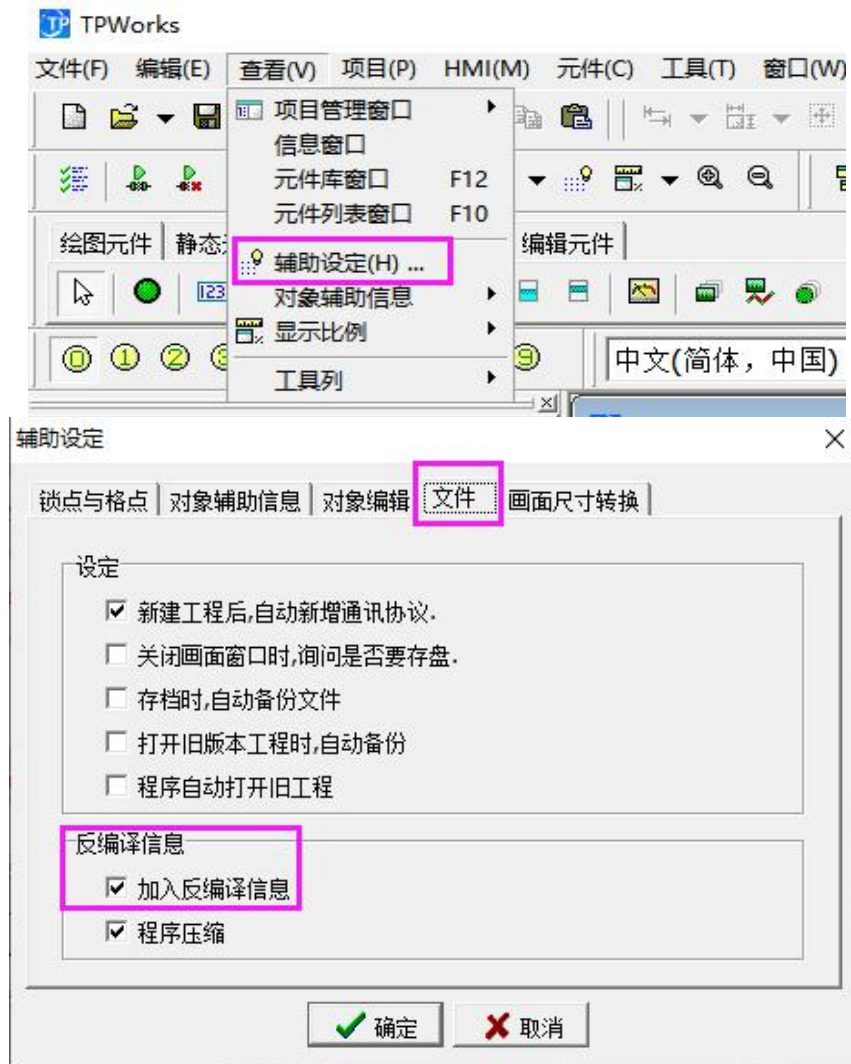 TP TPWorks
文件(F) 编辑(E) 查看(V) 项目(P) HMI(M) 元件(C) 工具(T) 窗口(W)
项目管理窗口
信息窗口
元件库窗口 F12
元件列表窗口 F10
绘图元件 静态 编辑元件
辅助设定(H) ...
123
对象辅助信息
显示比例
0 1 2 3 9 中文(简体，中国)
工具列
辅助设定
锁点与格点 对象辅助信息 对象编辑 文件 画面尺寸转换
设定
新建工程后,自动新增通讯协议.
关闭画面窗口时,询问是否要存盘.
存档时,自动备份文件
打开旧版本工程时,自动备份
程序自动打开旧工程
反编译信息
加入反编译信息
程序压缩
确定 取消